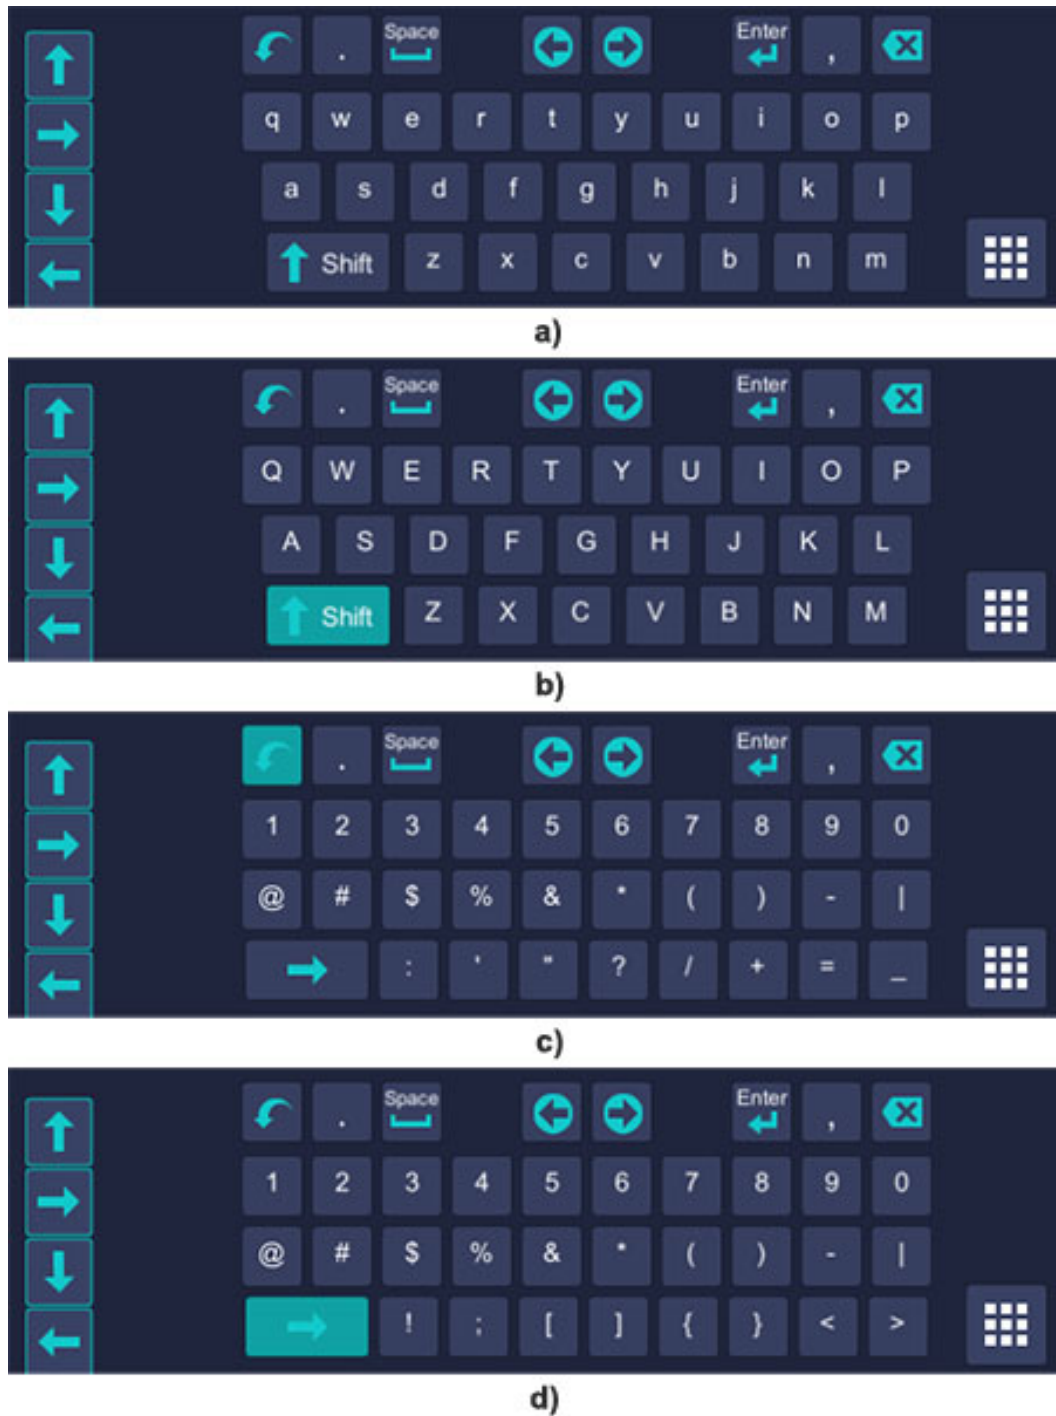 . Space Enter ,
q w e r t y u i o p
a s d f g h j k l
Shift z x c v b n m
a)
. Space Enter ,
Q W E R T Y U I O P
A S D F G H J K L
Shift Z X C V B N M
b)
. Space Enter ,
1 2 3 4 5 6 7 8 9 0
@ # $ % & * ( ) - |
: ' " ? / + = _
c)
. Space Enter ,
1 2 3 4 5 6 7 8 9 0
@ # $ % & * ( ) - |
! ; [ ] { } < >
d)